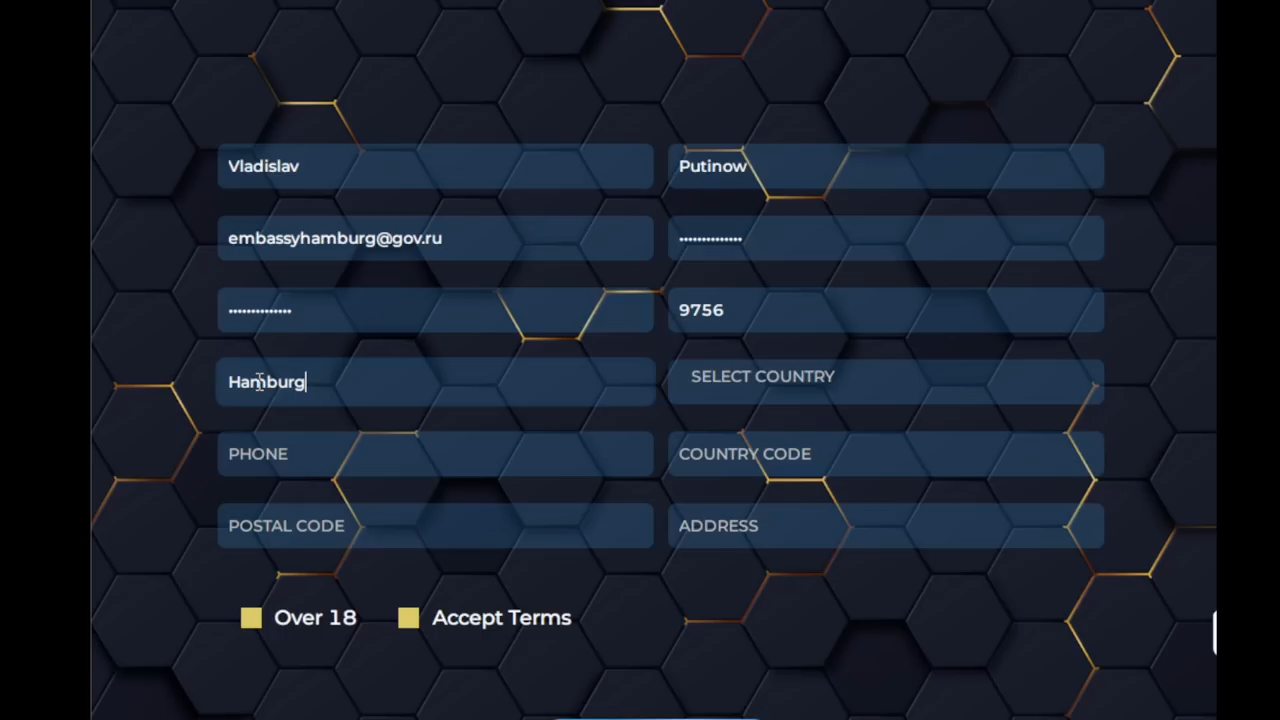 Vladislav
Putinow
embassyhamburg@gov.ru
••••••••••••••
••••••••••••••
9756
Hamburg
SELECT COUNTRY
PHONE
COUNTRY CODE
POSTAL CODE
ADDRESS
Over 18
Accept Terms